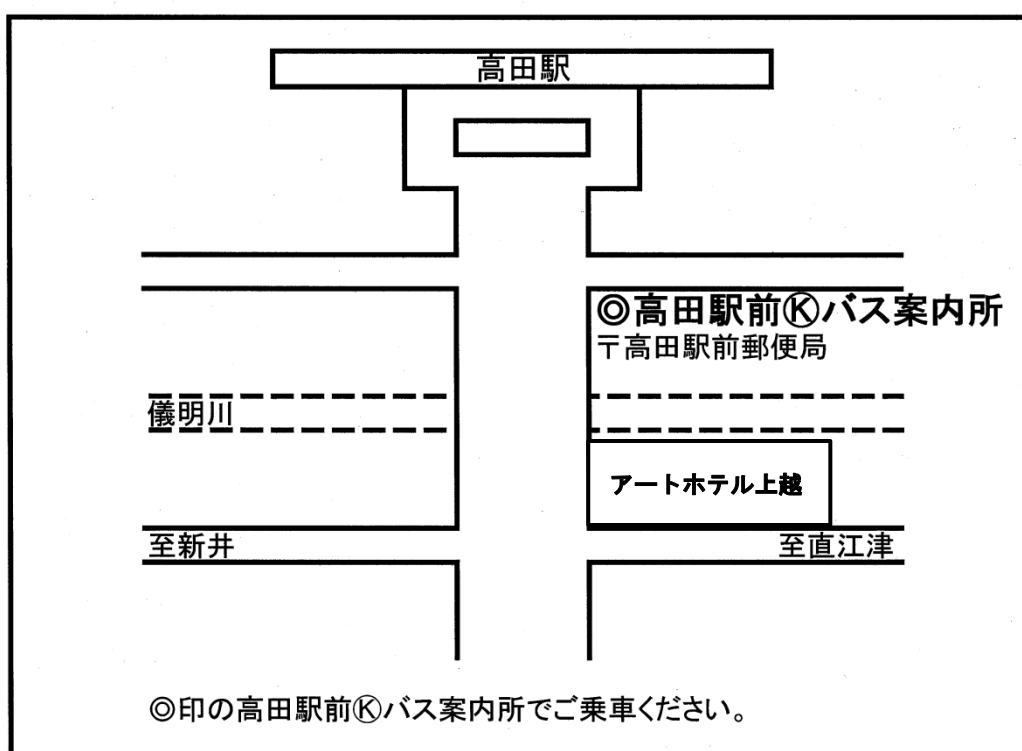 高田駅
◎高田駅前Ⓚバス案内所
〒高田駅前郵便局
儀明川
アートホテル上越
至新井
至直江津
◎印の高田駅前Ⓚバス案内所でご乗車ください。